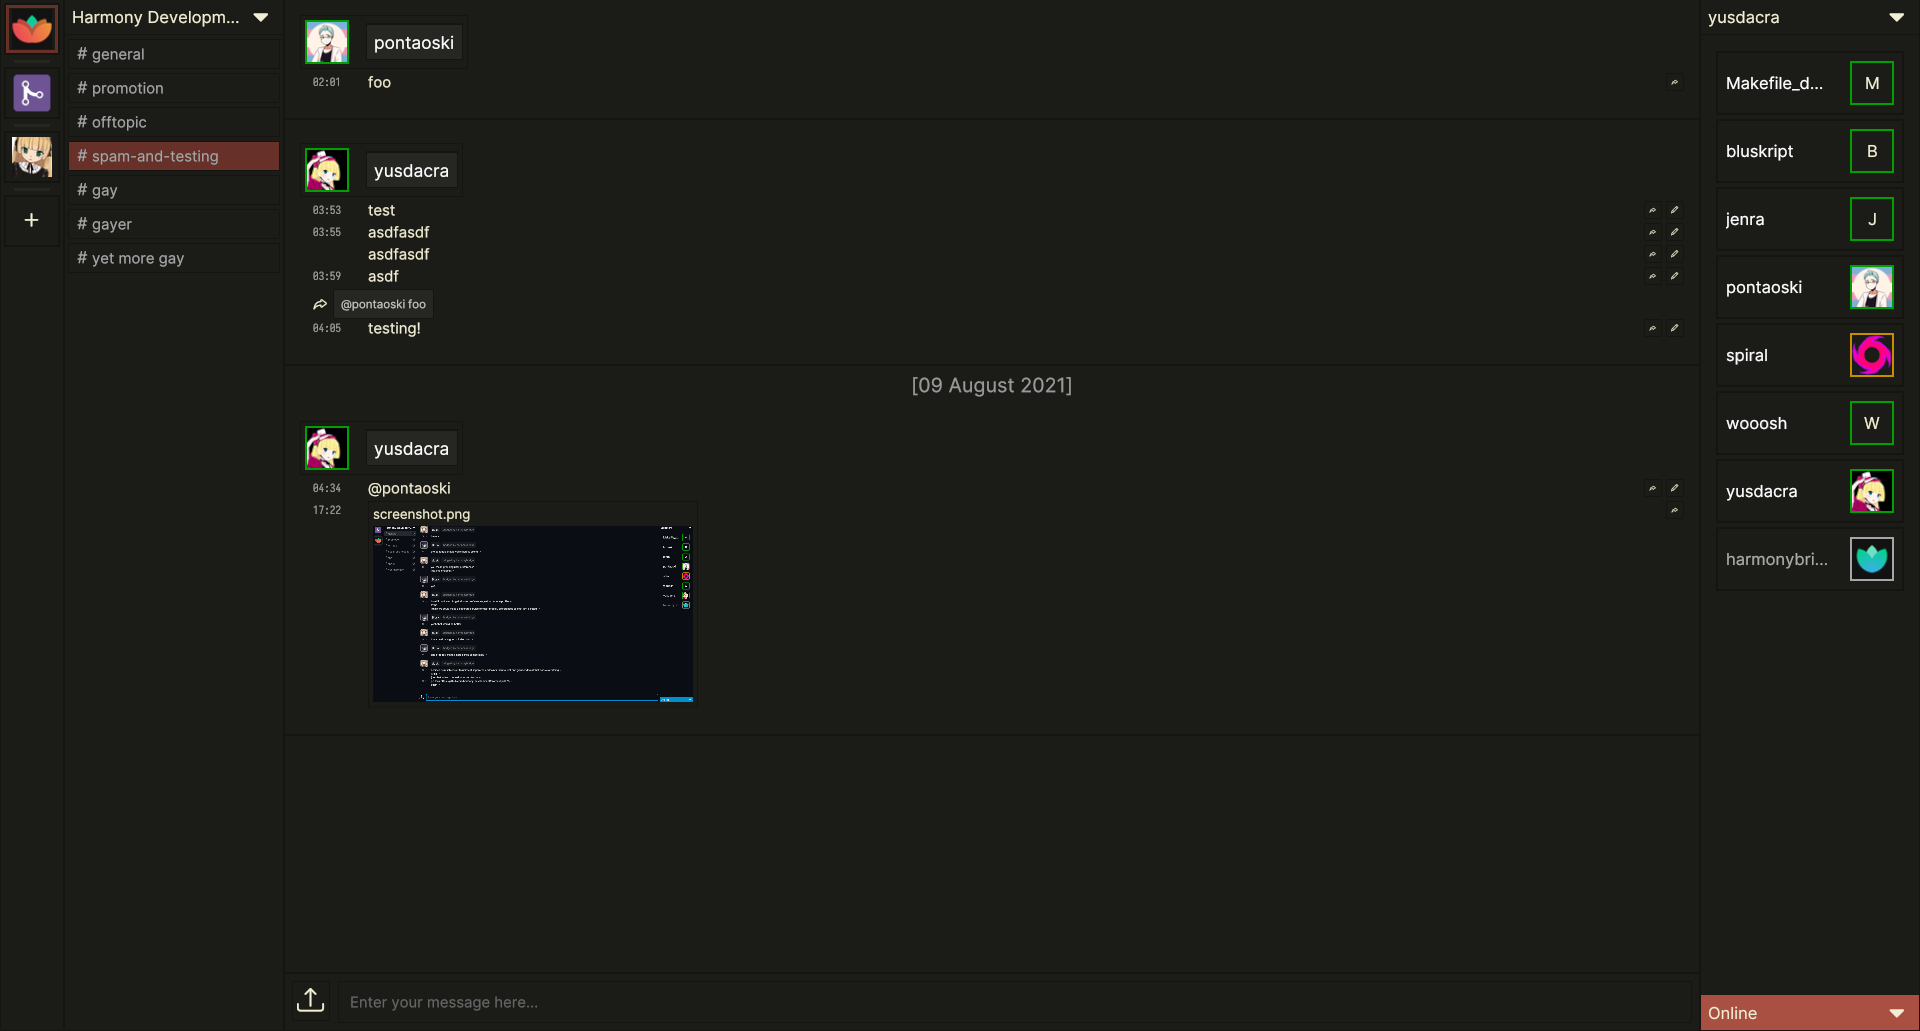 Harmony Developm...
# general
# promotion
# offtopic
# spam-and-testing
# gay
# gayer
# yet more gay
+
pontaoski
02:01 foo
yusdacra
03:53 test
03:55 asdfasdf
asdfasdf
03:59 asdf
@pontaoski foo
04:05 testing!
[09 August 2021]
yusdacra
04:34 @pontaoski
17:22 screenshot.png
Enter your message here...
yusdacra
Makefile_d... M
bluskript B
jenra J
pontaoski
spiral
wooosh W
yusdacra
harmonybri...
Online